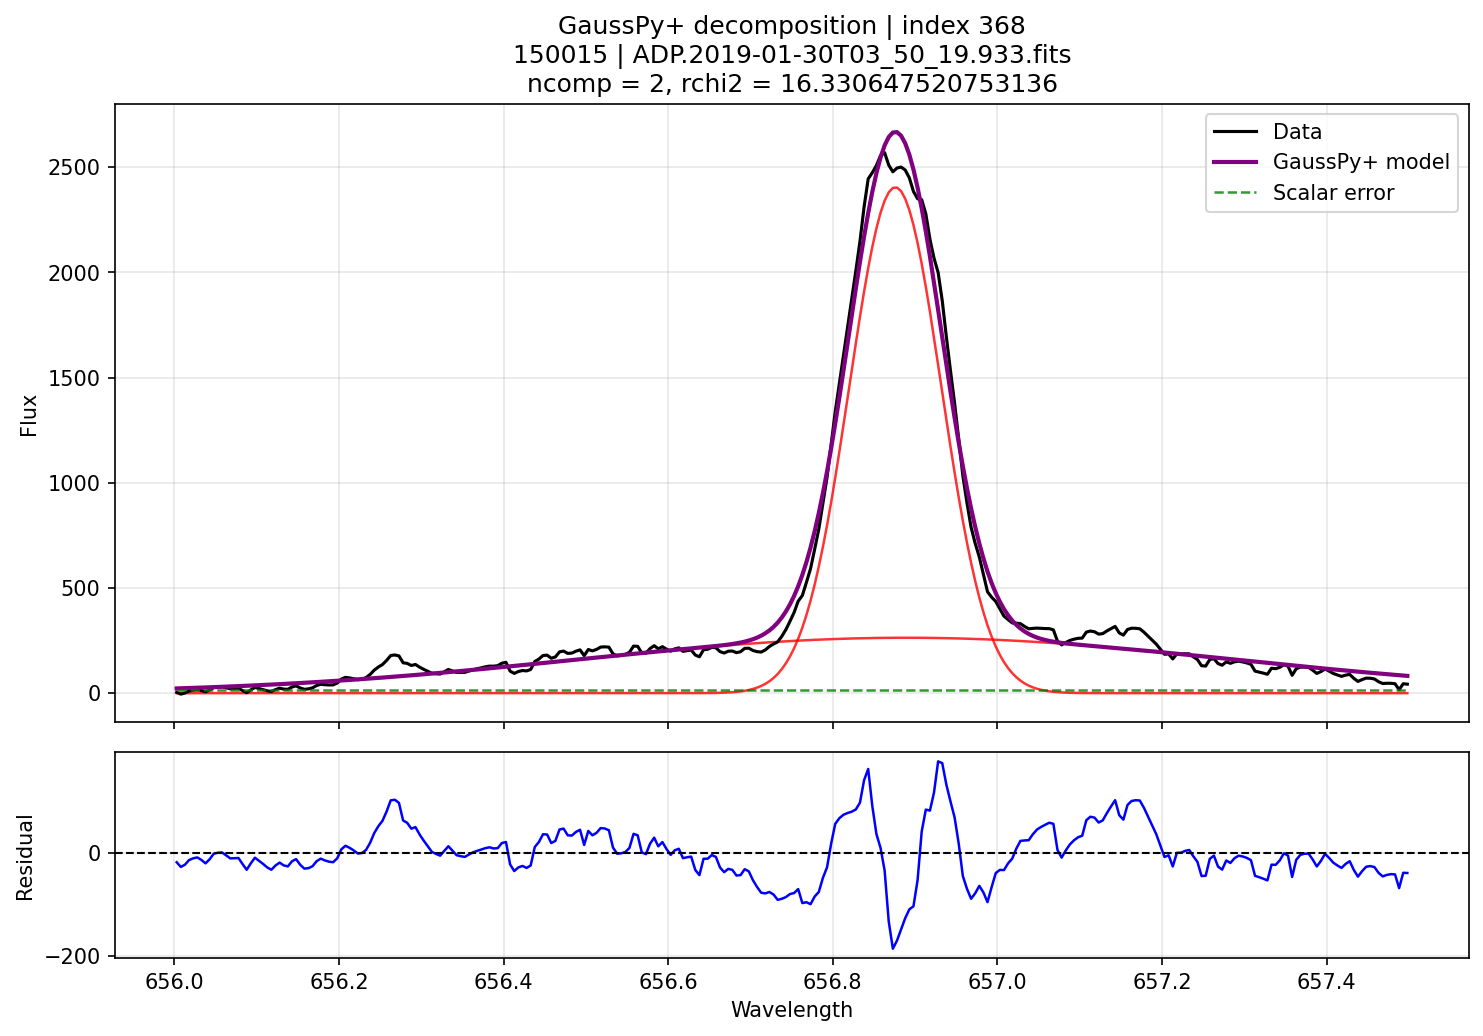 GaussPy+ decomposition | index 368
150015 | ADP.2019-01-30T03_50_19.933.fits
ncomp = 2, rchi2 = 16.330647520753136
Data
GaussPy+ model
Scalar error
Flux
2500
2000
1500
1000
500
0
Residual
0
−200
656.0
656.2
656.4
656.6
656.8
657.0
657.2
657.4
Wavelength